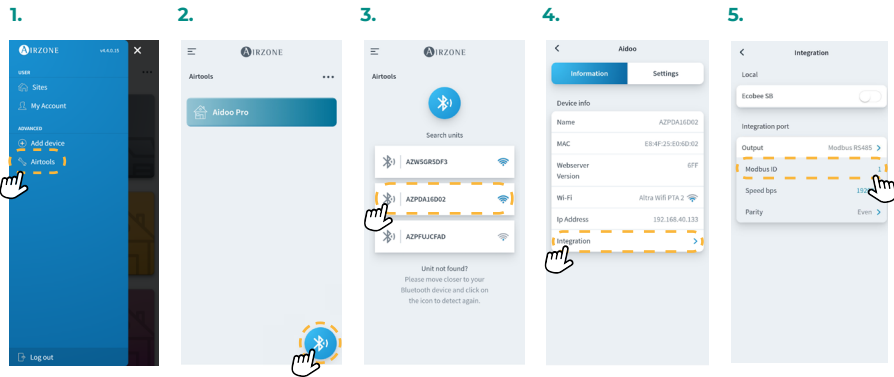 1.
AIRZONE
v4.4.0.15
USER
Sites
My Account
ADVANCED
Add device
Airtools
Log out
2.
AIRZONE
Airtools
Aidoo Pro
3.
AIRZONE
Airtools
Search units
AZW5GRSDF3
AZPDA16D02
AZPFUJCFAD
Unit not found?
Please move closer to your
Bluetooth device and click on
the icon to detect again.
4.
Aidoo
Information
Settings
Device info
Name AZPDA16D02
MAC E8:4F:25:E0:6D:02
Webserver 6FF
Version
Wi-Fi Altra Wifi PTA 2
Ip Address 192.168.40.133
Integration
5.
Integration
Local
Ecobee Si8
Integration port
Output Modbus RS485
Modbus ID 1
Speed bps
Parity Even